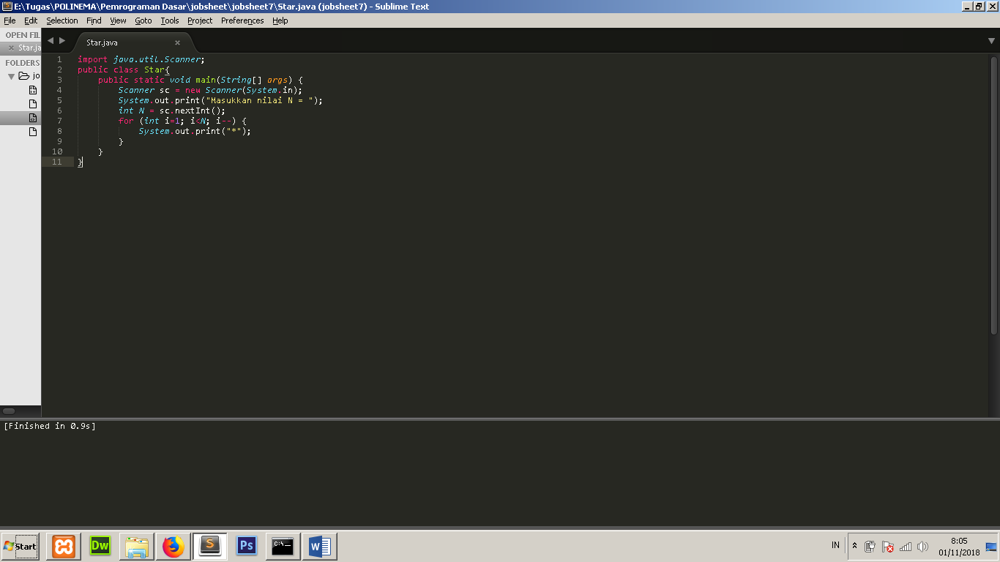 E:\Tugas\POLINEMA\Pemrograman Dasar\jobsheet\jobsheet7\Star.java (jobsheet7) - Sublime Text
File Edit Selection Find View Goto Tools Project Preferences Help
OPEN FIL
Star.ja
FOLDERS
jo
Star.java
1 import java.util.Scanner;
2 public class Star{
3 public static void main(String[] args) {
4 Scanner sc = new Scanner(System.in);
5 System.out.print("Masukkan nilai N = ");
6 int N = sc.nextInt();
7 for (int i=1; i<N; i--) {
8 System.out.print("*");
9 }
10 }
11 }
[Finished in 0.9s]
Start
Dw
Ps
C:\
W
IN
8:05
01/11/2018